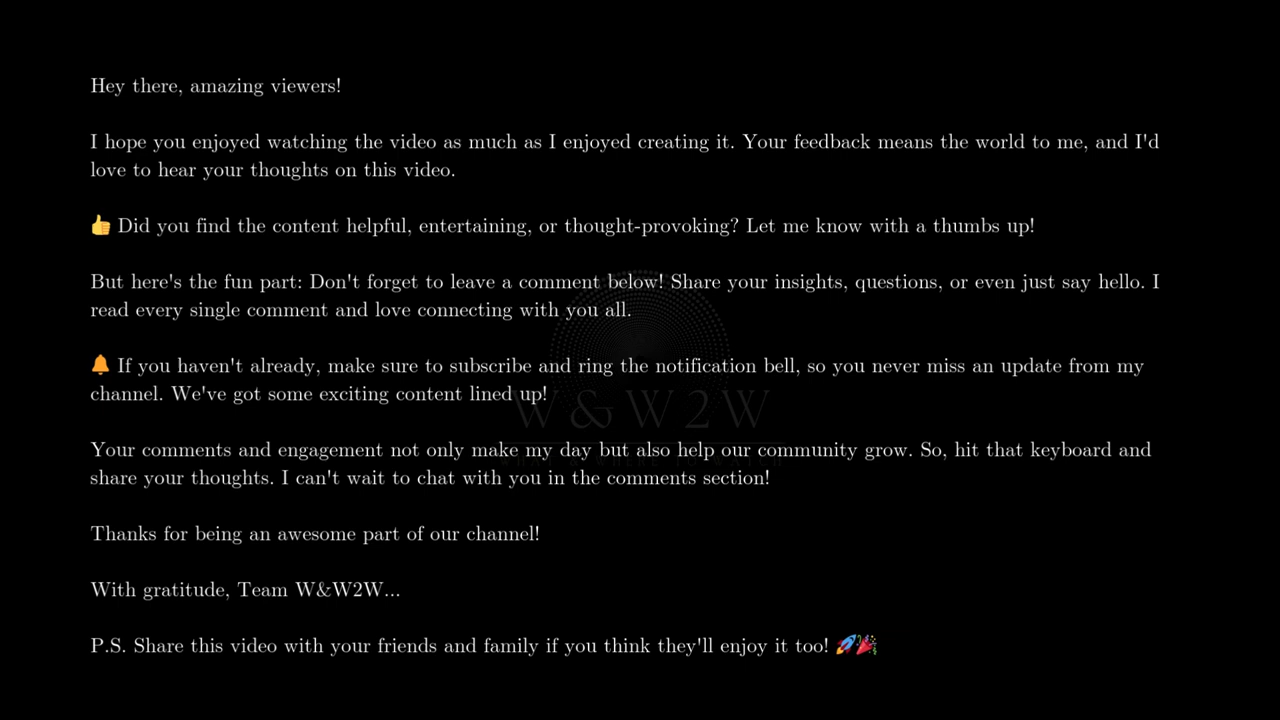 Hey there, amazing viewers!
I hope you enjoyed watching the video as much as I enjoyed creating it. Your feedback means the world to me, and I'd
love to hear your thoughts on this video.
👍 Did you find the content helpful, entertaining, or thought-provoking? Let me know with a thumbs up!
But here's the fun part: Don't forget to leave a comment below! Share your insights, questions, or even just say hello. I
read every single comment and love connecting with you all.
🔔 If you haven't already, make sure to subscribe and ring the notification bell, so you never miss an update from my
channel. We've got some exciting content lined up!
W&W2W
Your comments and engagement not only make my day but also help our community grow. So, hit that keyboard and
share your thoughts. I can't wait to chat with you in the comments section!
Thanks for being an awesome part of our channel!
With gratitude, Team W&W2W...
P.S. Share this video with your friends and family if you think they'll enjoy it too! 🚀🎉